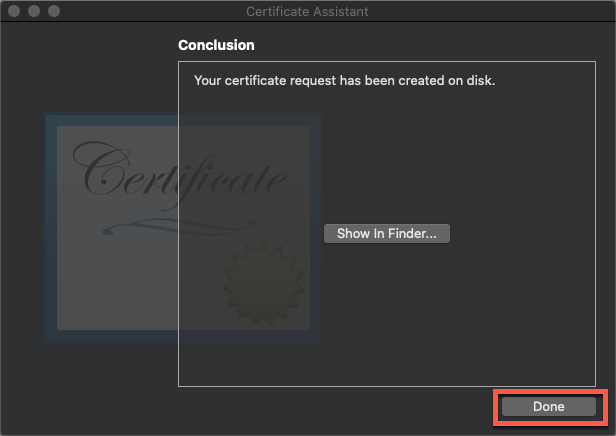 Certificate Assistant
Conclusion
Your certificate request has been created on disk.
Certificate
Show In Finder...
Done